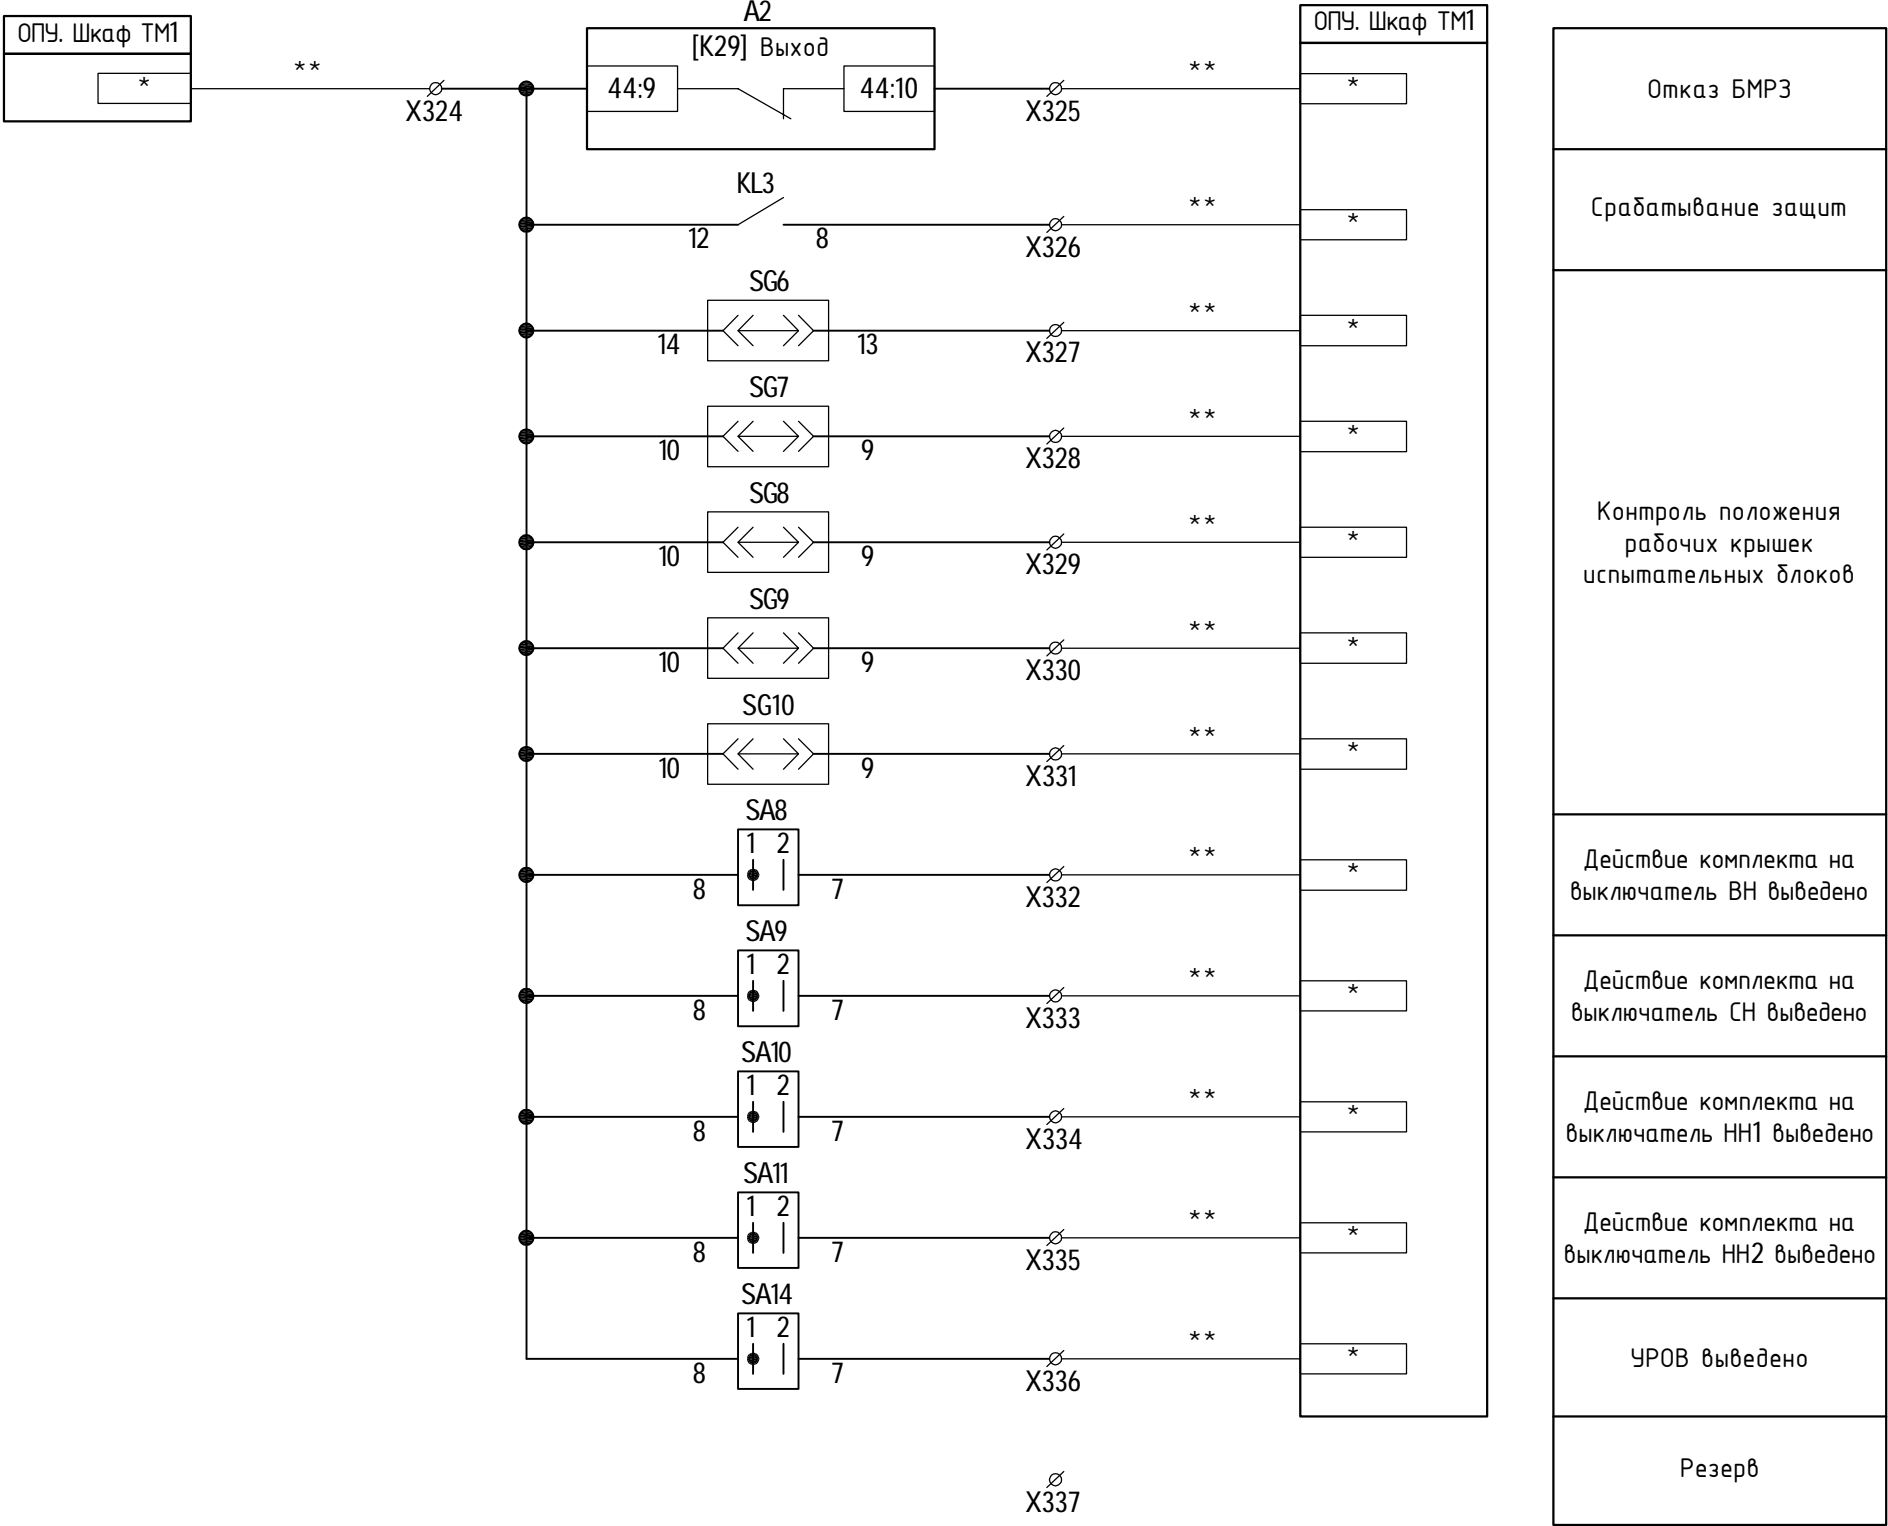 ОПУ. Шкаф ТМ1
*
**
X324
A2
[K29] Выход
44:9
44:10
X325
**
ОПУ. Шкаф ТМ1
*
Отказ БМРЗ
KL3
12
8
X326
**
*
Срабатывание защит
SG6
14
13
X327
**
*
SG7
10
9
X328
**
*
SG8
10
9
X329
**
*
Контроль положения
рабочих крышек
испытательных блоков
SG9
10
9
X330
**
*
SG10
10
9
X331
**
*
SA8
1 2
8
7
X332
**
*
Действие комплекта на
выключатель ВН выведено
SA9
1 2
8
7
X333
**
*
Действие комплекта на
выключатель СН выведено
SA10
1 2
8
7
X334
**
*
Действие комплекта на
выключатель НН1 выведено
SA11
1 2
8
7
X335
**
*
Действие комплекта на
выключатель НН2 выведено
SA14
1 2
8
7
X336
**
*
УРОВ выведено
X337
Резерв